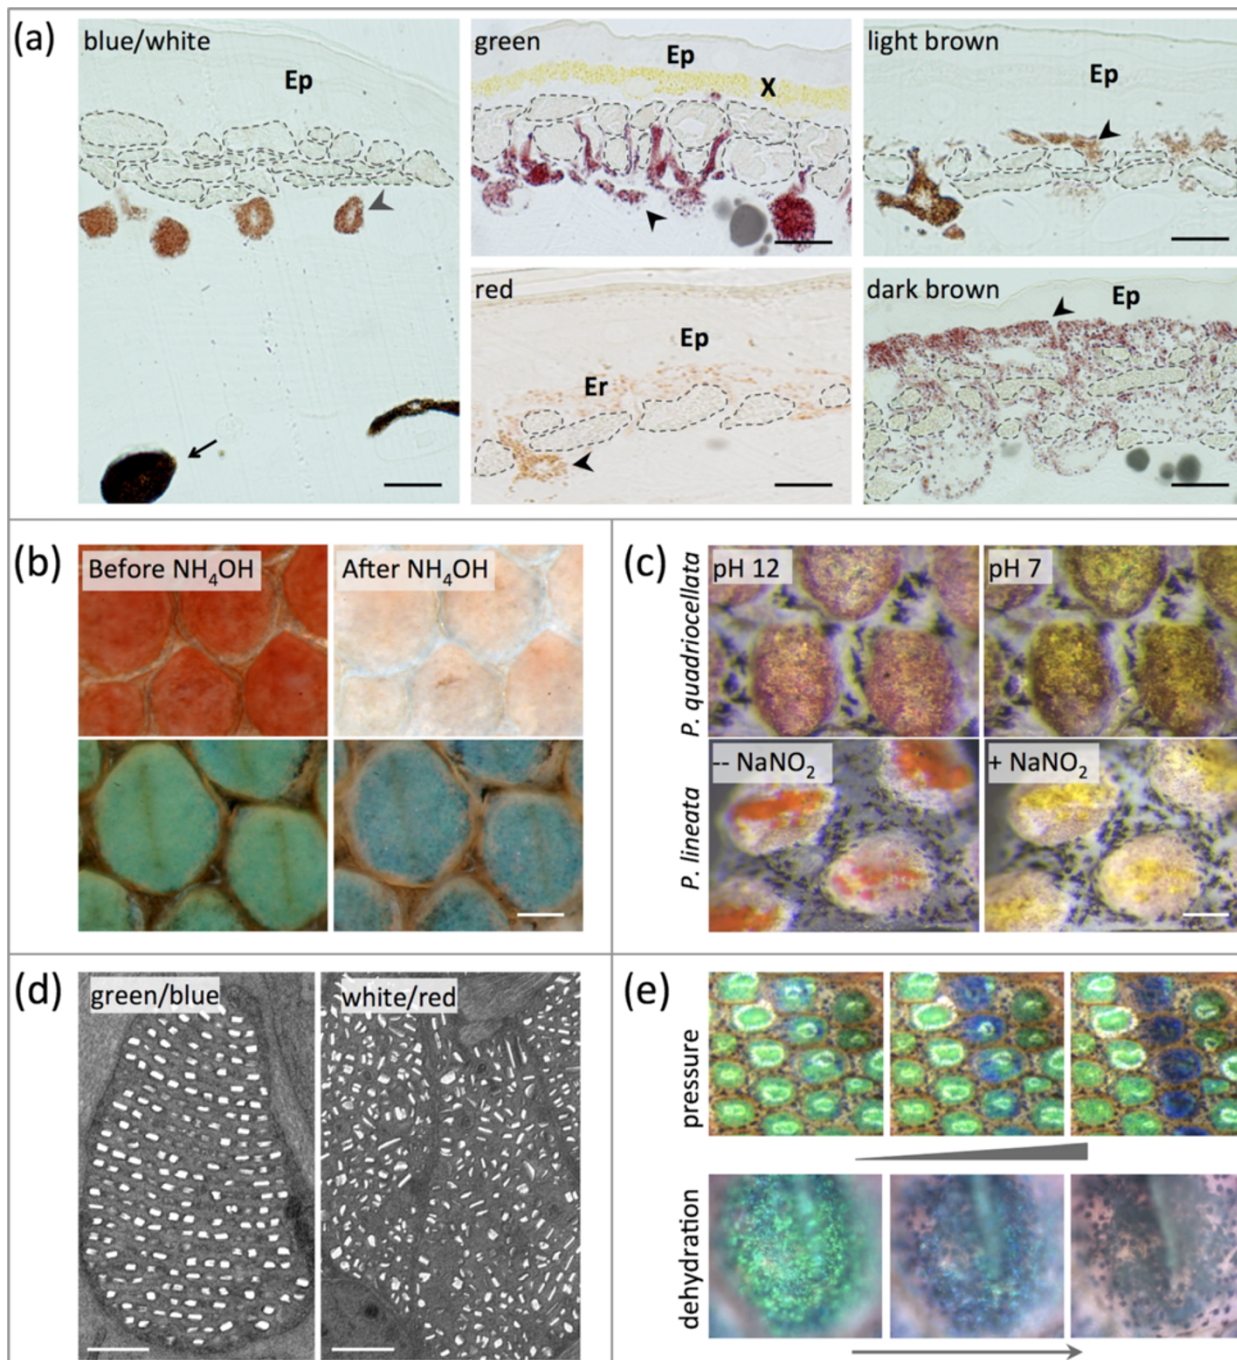 (a)
blue/white
Ep
green
Ep
X
light brown
Ep
red
Ep
Er
dark brown
Ep
(b)
Before NH₄OH
After NH₄OH
(c)
P. quadriocellata
pH 12
pH 7
P. lineata
-- NaNO₂
+ NaNO₂
(d)
green/blue
white/red
(e)
pressure
dehydration